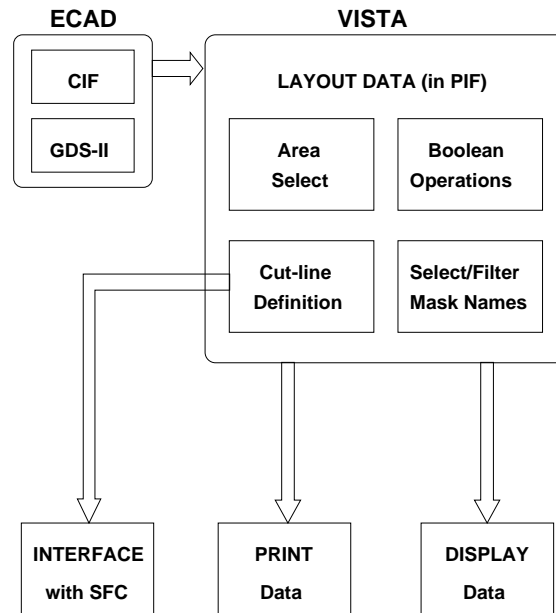 ECAD
VISTA
CIF
GDS-II
LAYOUT DATA (in PIF)
Area
Select
Boolean
Operations
Cut-line
Definition
Select/Filter
Mask Names
INTERFACE
with SFC
PRINT
Data
DISPLAY
Data